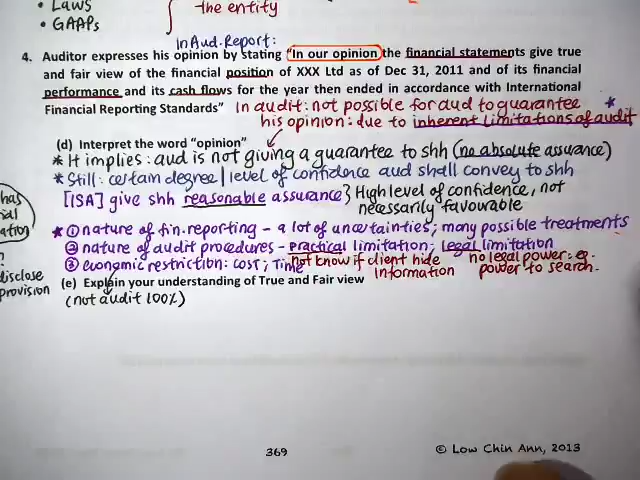 • Laws
• GAAPs
the entity
In Aud. Report:
4. Auditor expresses his opinion by stating "In our opinion the financial statements give true
and fair view of the financial position of XXX Ltd as of Dec 31, 2011 and of its financial
performance and its cash flows for the year then ended in accordance with International
Financial Reporting Standards" In audit: not possible for aud to guarantee *
his opinion: due to inherent limitations of audit
(d) Interpret the word "opinion"
* It implies: aud is not giving a guarantee to shh (no absolute assurance)
* Still: certain degree / level of confidence aud shall convey to shh
[ISA] give shh reasonable assurance } High level of confidence, not
necessarily favourable
has
ial
ation
* ① nature of fin. reporting - a lot of uncertainties; many possible treatments
② nature of audit procedures - practical limitation; legal limitation
③ economic restriction: cost; Time not know if client hide no legal power: eg.
information power to search.
?
disclose
provision
(e) Explain your understanding of True and Fair view
(not audit 100%)
369
© Low Chin Ann, 2013